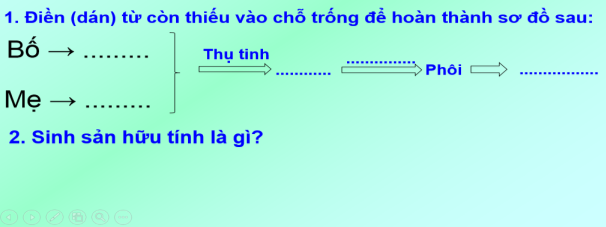 1. Điền (dán) từ còn thiếu vào chỗ trống để hoàn thành sơ đồ sau:
Bố → .........
Thụ tinh
............ ............... Phôi .................
Mẹ → .........
2. Sinh sản hữu tính là gì?